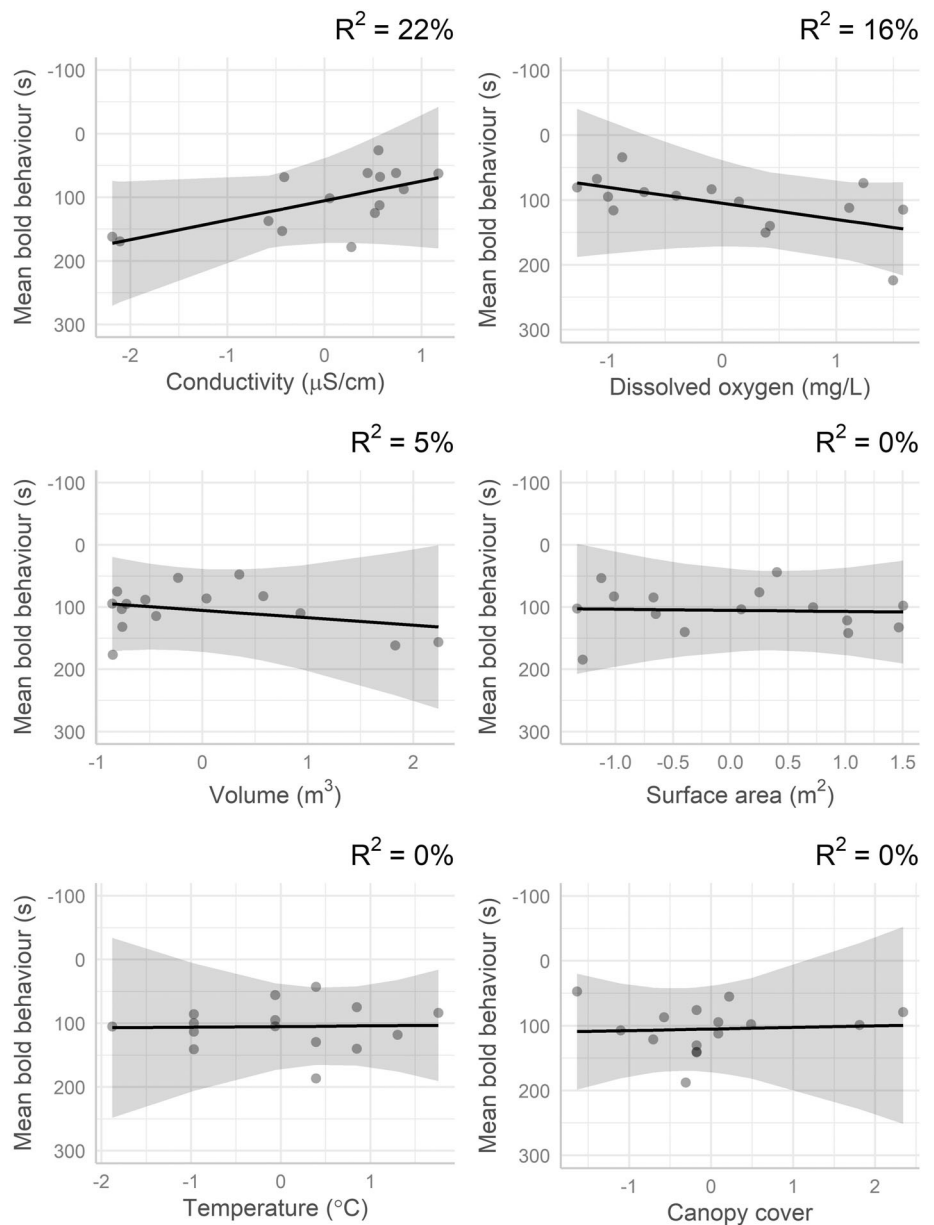 R² = 22%
Mean bold behaviour (s)
-100
0
100
200
300
-2 -1 0 1
Conductivity (μS/cm)
R² = 16%
Mean bold behaviour (s)
-100
0
100
200
300
-1 0 1
Dissolved oxygen (mg/L)
R² = 5%
Mean bold behaviour (s)
-100
0
100
200
300
-1 0 1 2
Volume (m³)
R² = 0%
Mean bold behaviour (s)
-100
0
100
200
300
-1.0 -0.5 0.0 0.5 1.0 1.5
Surface area (m²)
R² = 0%
Mean bold behaviour (s)
-100
0
100
200
300
-2 -1 0 1
Temperature (°C)
R² = 0%
Mean bold behaviour (s)
-100
0
100
200
300
-1 0 1 2
Canopy cover